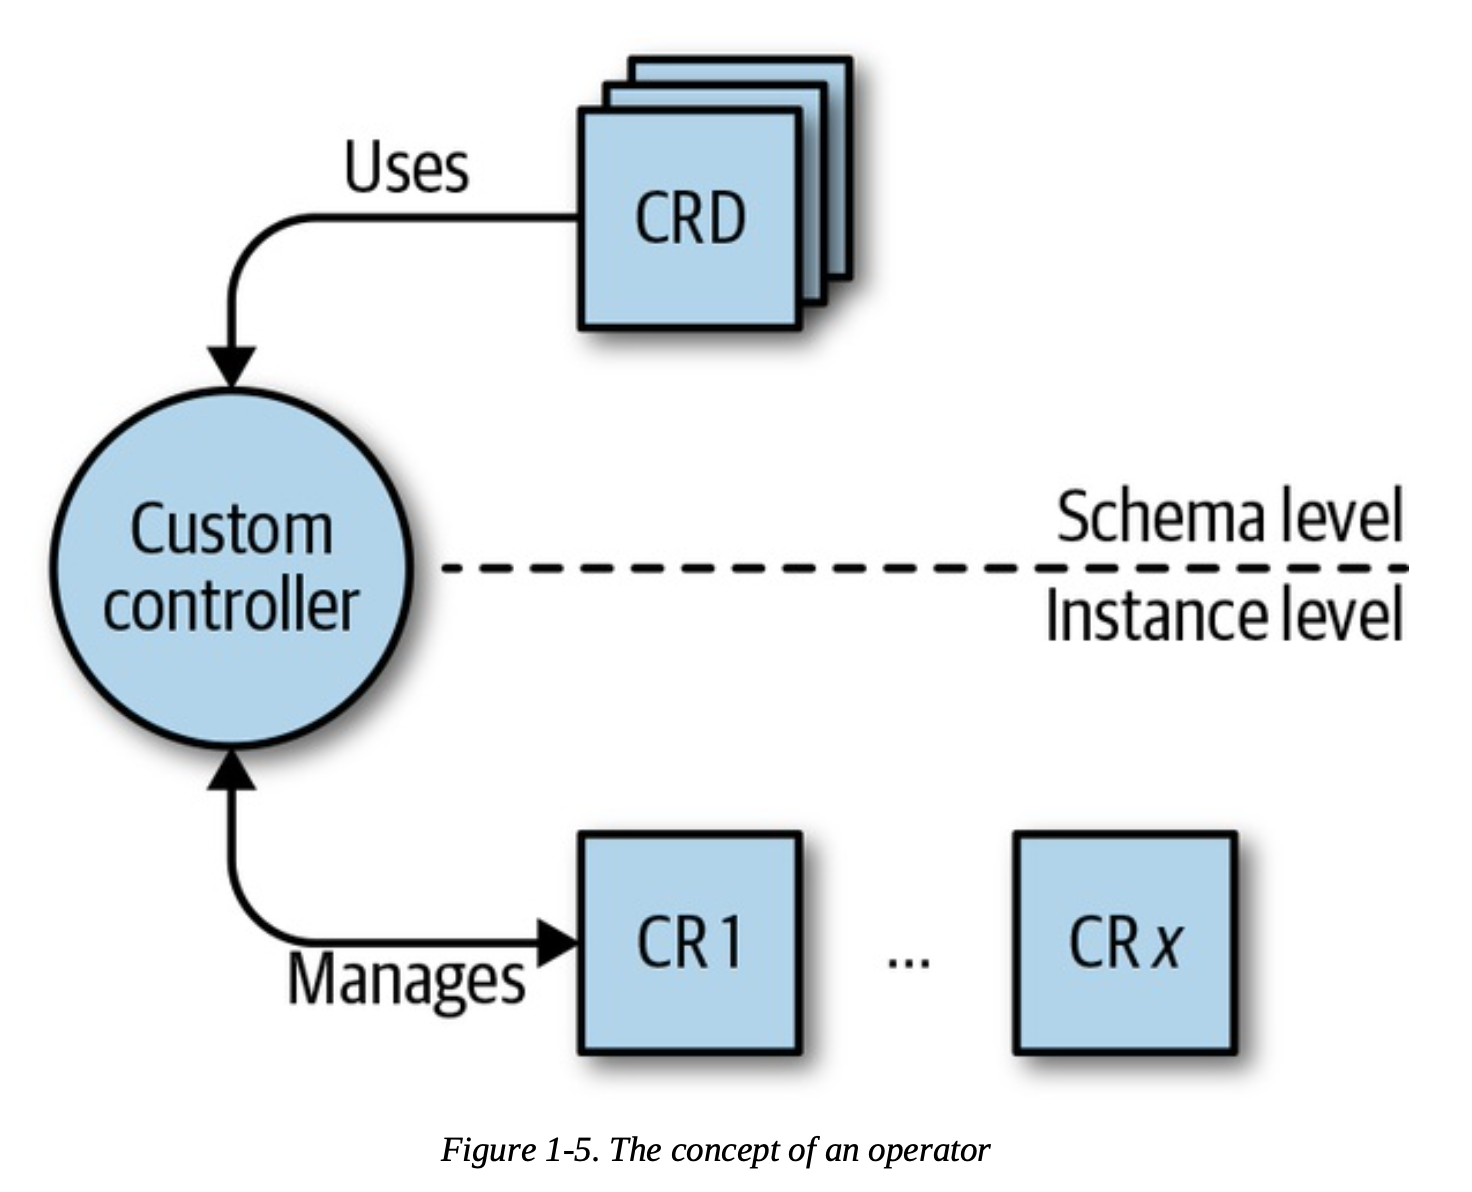 Uses
CRD
Custom
controller
Schema level
Instance level
Manages
CR 1
...
CR x
Figure 1-5. The concept of an operator